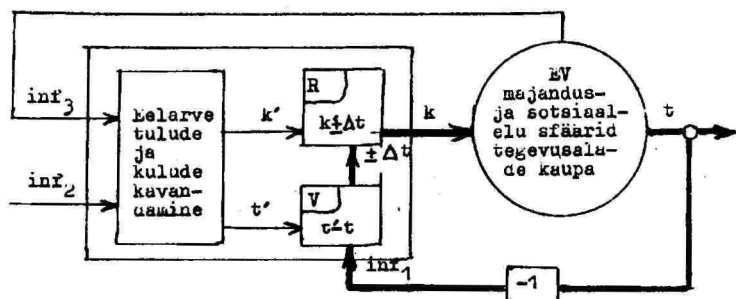 inf₃
inf₂
Eelarve
tulude
ja
kulude
kavan-
damine
k′
t′
R
k±Δt
±Δt
V
t′-t
inf₁
k
EV
majandus-
ja sotsiaal-
elu sfäärid
tegevusala-
de kaupa
t
-1